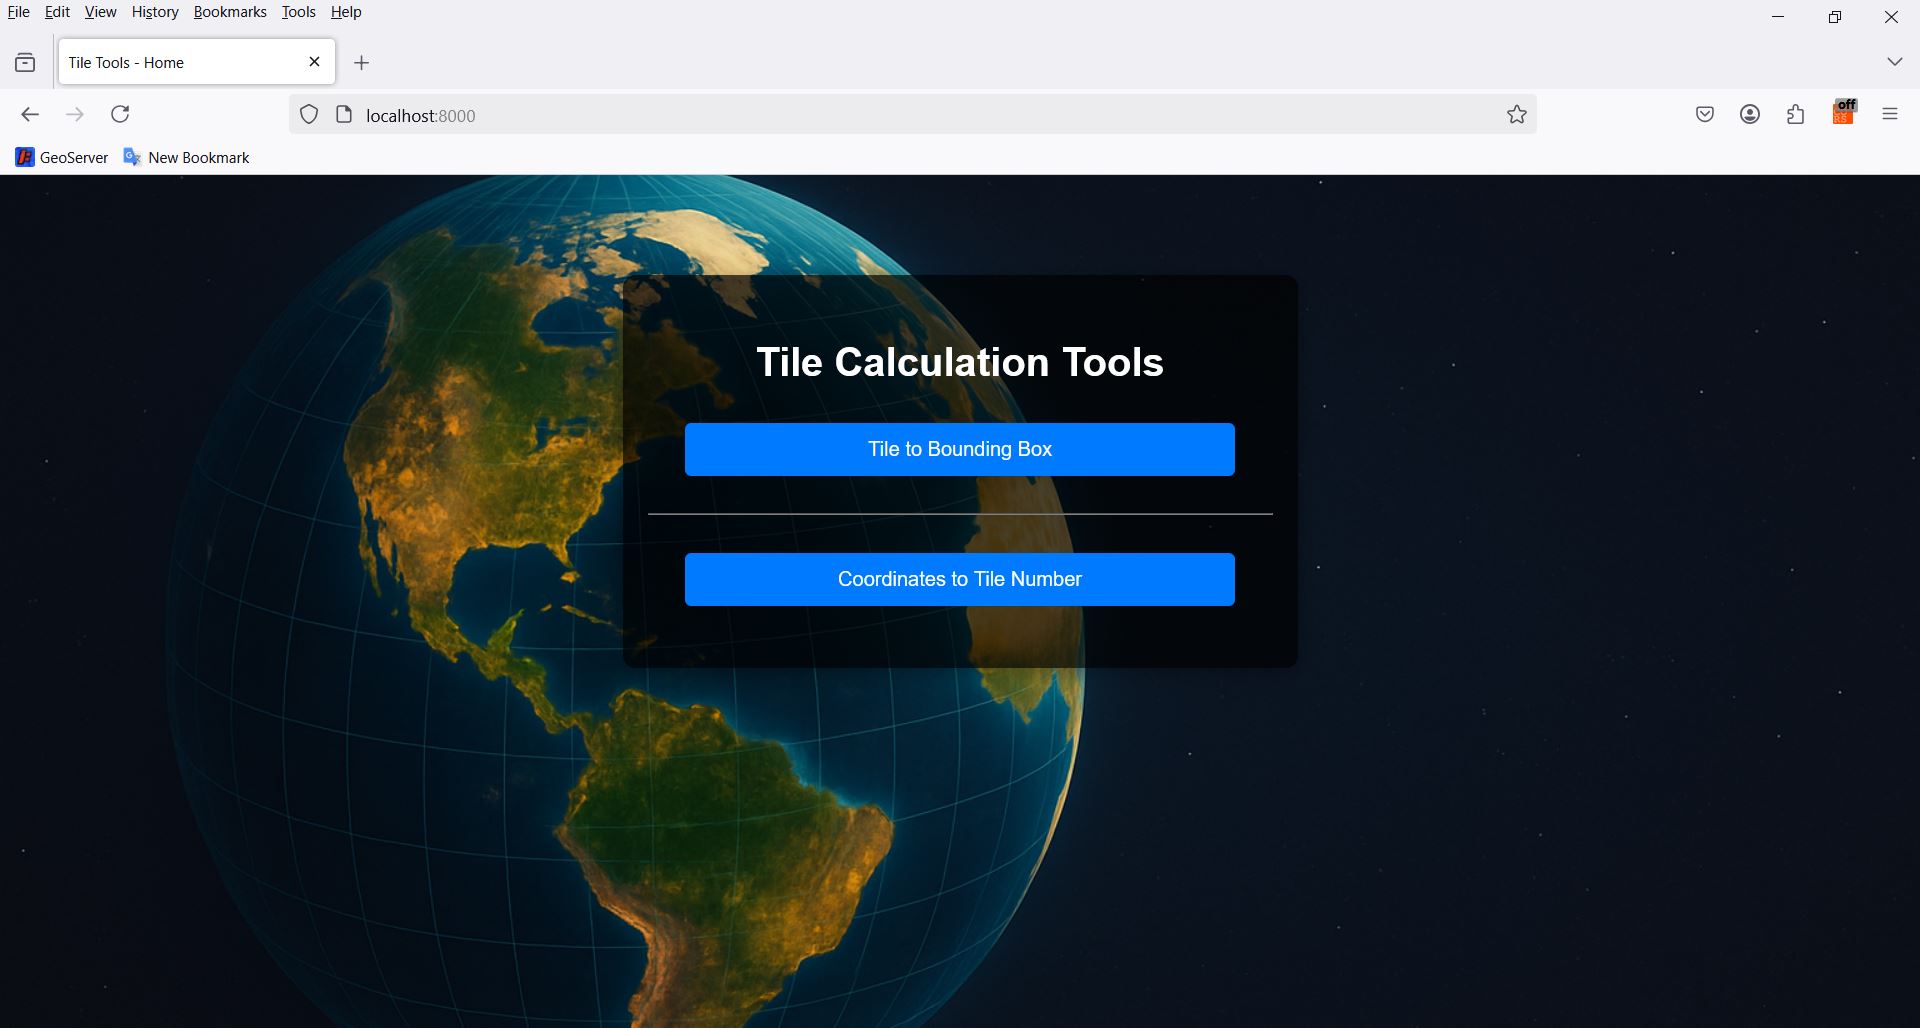 File Edit View History Bookmarks Tools Help
Tile Tools - Home
localhost:8000
off
GeoServer New Bookmark
Tile Calculation Tools
Tile to Bounding Box
Coordinates to Tile Number